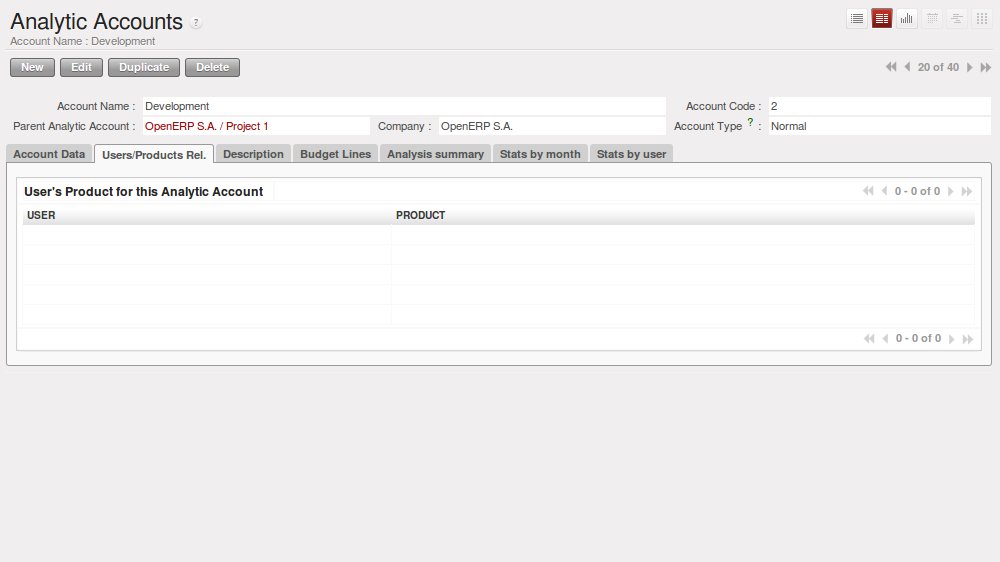 Analytic Accounts ?
Account Name : Development
New Edit Duplicate Delete 20 of 40
Account Name : Development Account Code : 2
Parent Analytic Account : OpenERP S.A. / Project 1 Company : OpenERP S.A. Account Type ? : Normal
Account Data Users/Products Rel. Description Budget Lines Analysis summary Stats by month Stats by user
User's Product for this Analytic Account 0 - 0 of 0
USER PRODUCT
0 - 0 of 0